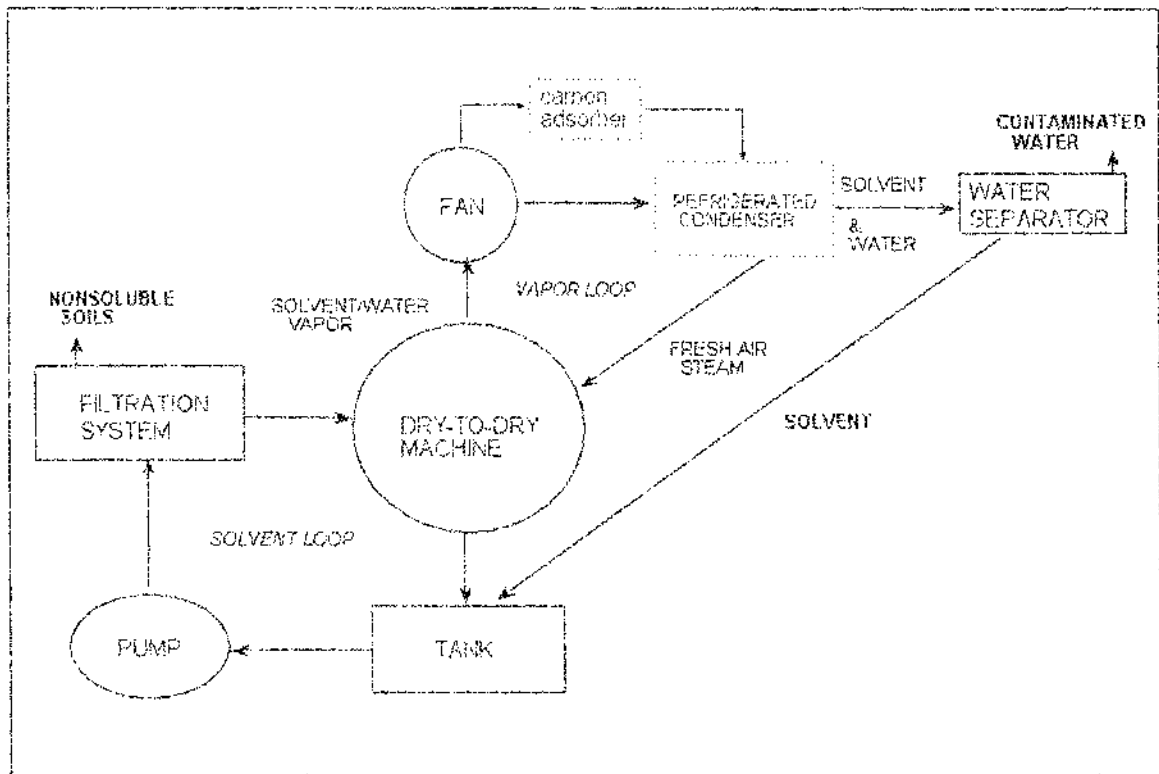 carbon
adsorber
CONTAMINATED
WATER
FAN
REFRIGERATED
CONDENSER
SOLVENT
&
WATER
WATER
SEPARATOR
VAPOR LOOP
SOLVENT/WATER
VAPOR
NONSOLUBLE
SOILS
FRESH AIR
STEAM
FILTRATION
SYSTEM
DRY-TO-DRY
MACHINE
SOLVENT
SOLVENT LOOP
PUMP
TANK